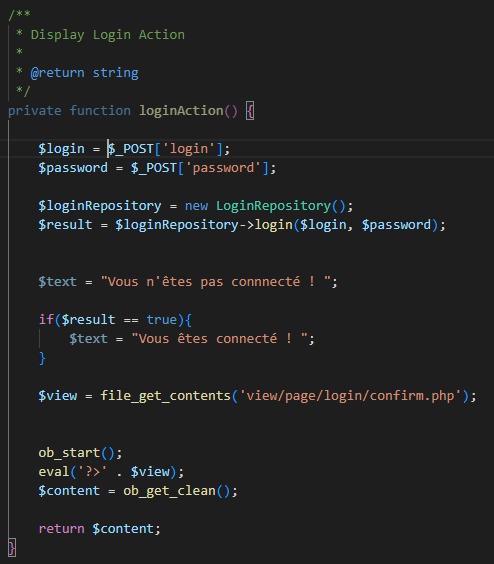 /**
 * Display Login Action
 *
 * @return string
 */
private function loginAction() {
    $login = $_POST['login'];
    $password = $_POST['password'];
    $loginRepository = new LoginRepository();
    $result = $loginRepository->login($login, $password);
    $text = "Vous n'êtes pas connnecté ! ";
    if($result == true){
        $text = "Vous êtes connecté ! ";
    }
    $view = file_get_contents('view/page/login/confirm.php');
    ob_start();
    eval('?>' . $view);
    $content = ob_get_clean();
    return $content;
}